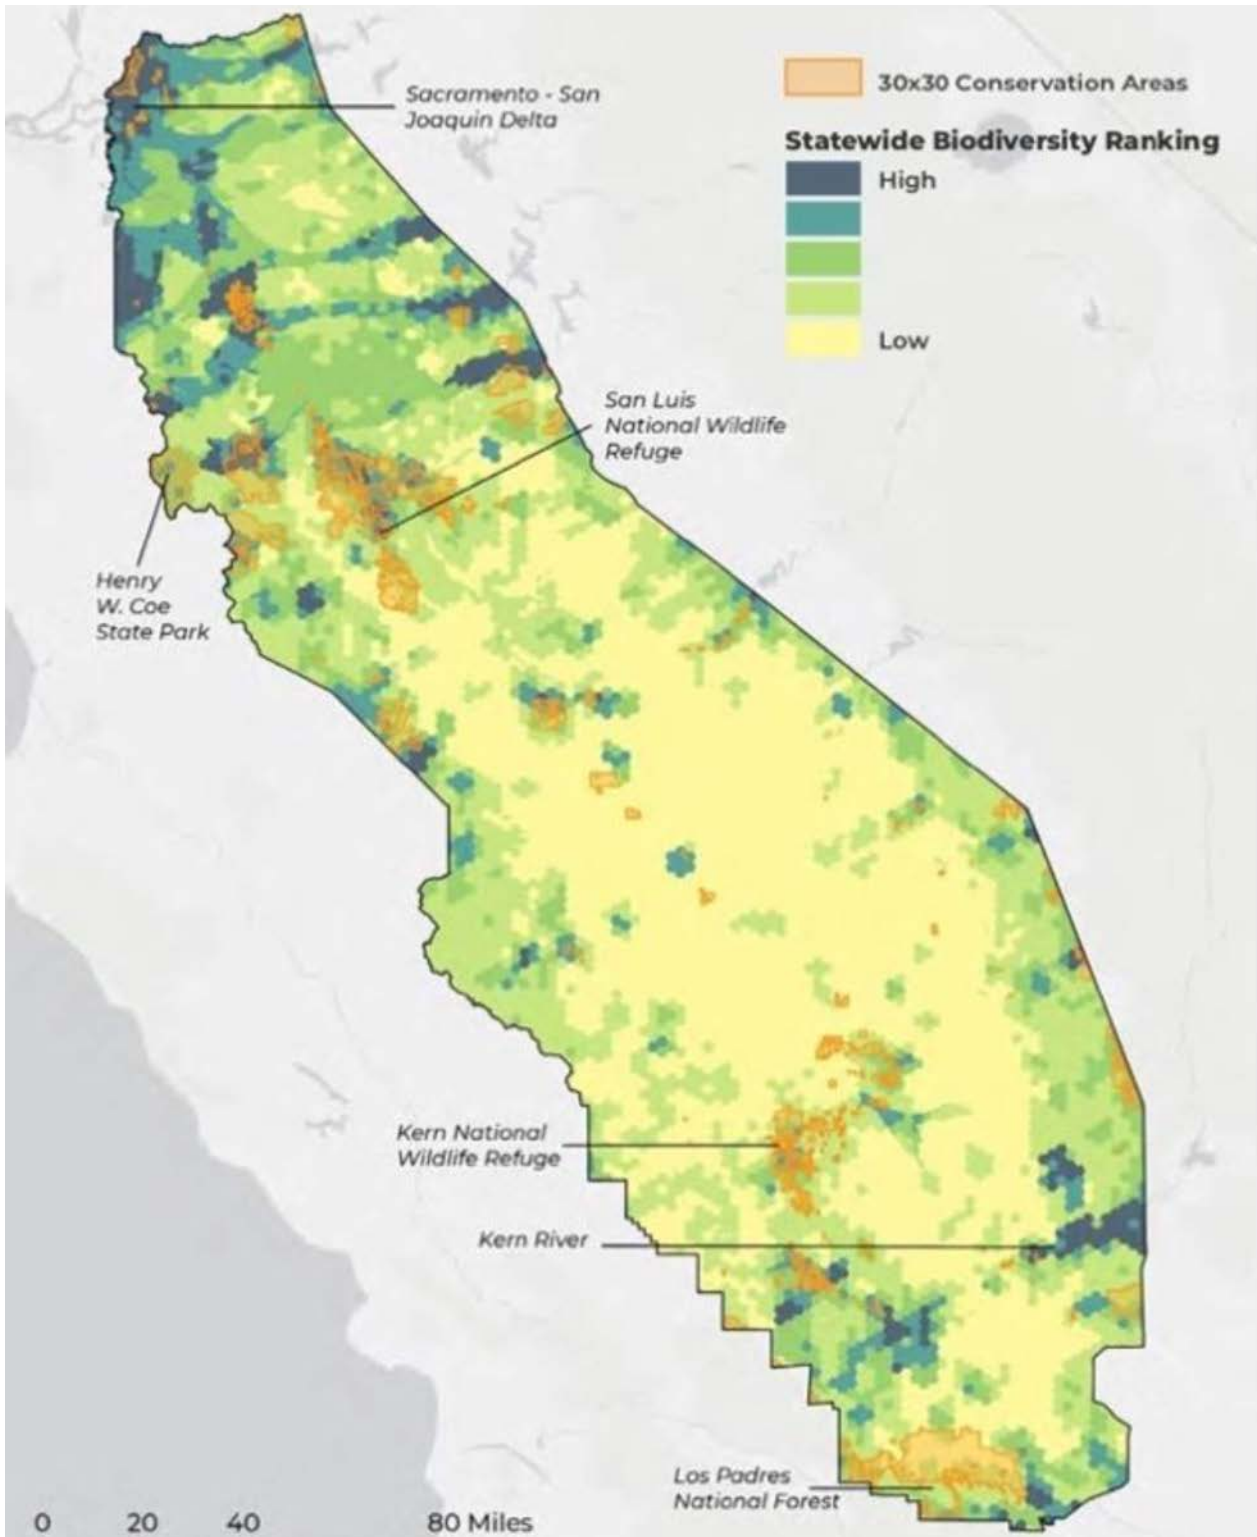 Sacramento - San
Joaquin Delta
30x30 Conservation Areas
Statewide Biodiversity Ranking
High
Low
San Luis
National Wildlife
Refuge
Henry
W. Coe
State Park
Kern National
Wildlife Refuge
Kern River
Los Padres
National Forest
0 20 40 80 Miles